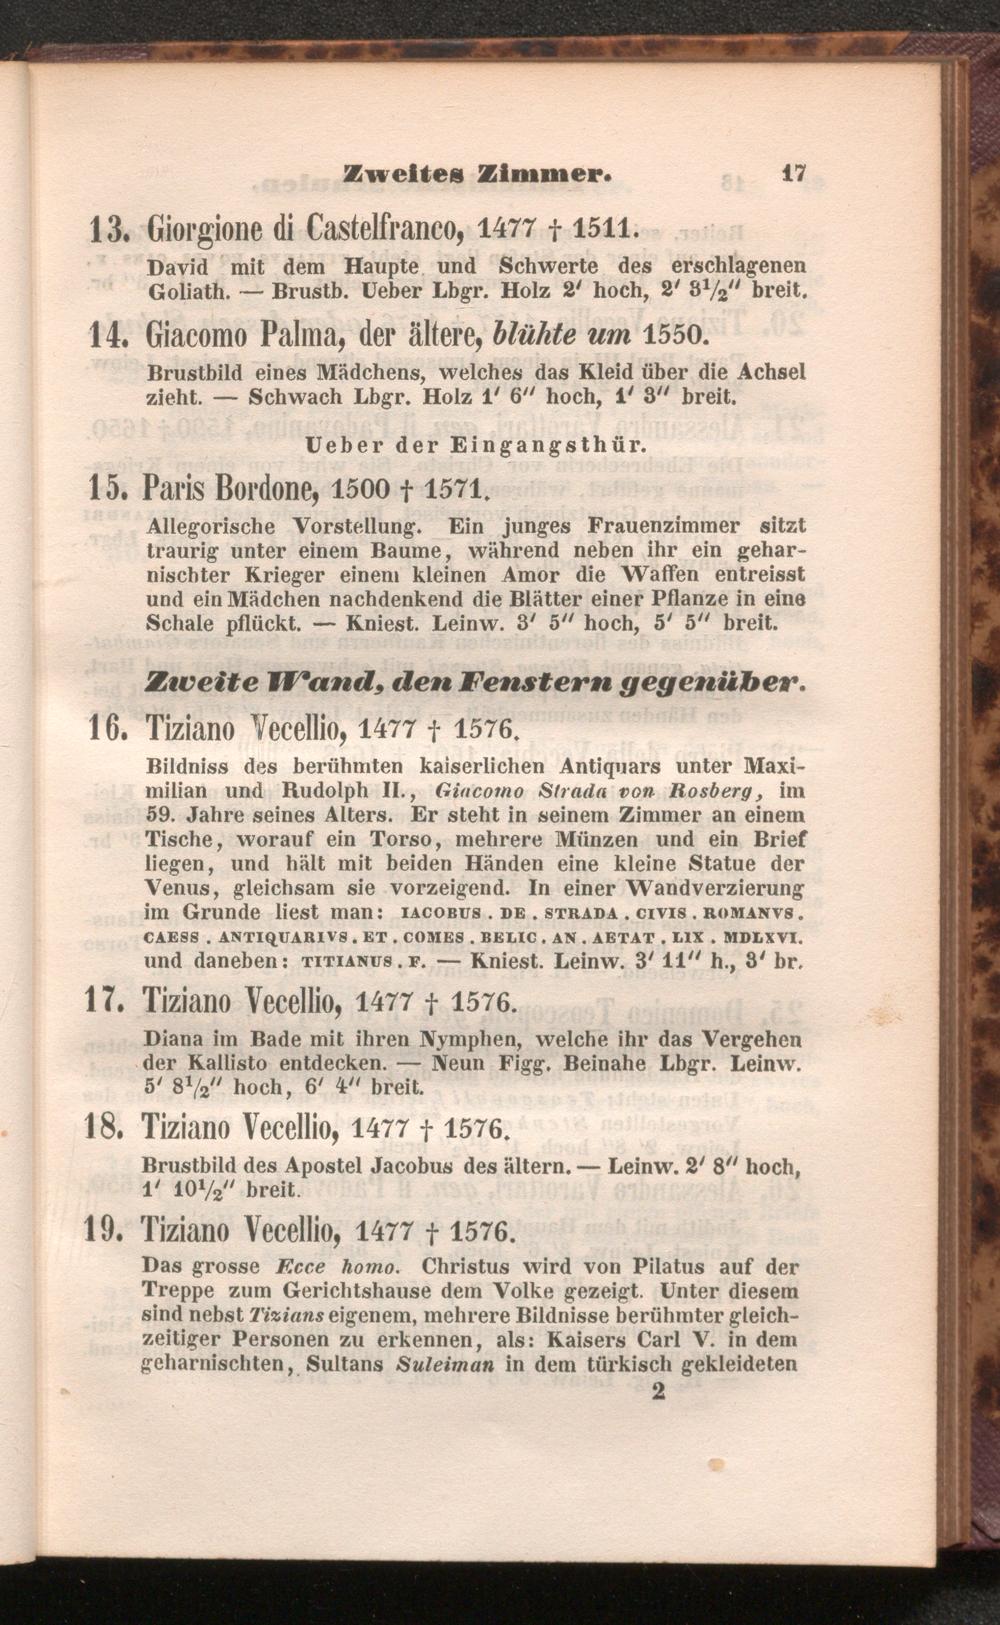 Zweites Zimmer. 17
13. Giorgione di Castelfranco, 1477 † 1511.
David mit dem Haupte und Schwerte des erschlagenen
Goliath. — Brustb. Ueber Lbgr. Holz 2′ hoch, 2′ 3½″ breit.
14. Giacomo Palma, der ältere, blühte um 1550.
Brustbild eines Mädchens, welches das Kleid über die Achsel
zieht. — Schwach Lbgr. Holz 1′ 6″ hoch, 1′ 3″ breit.
Ueber der Eingangsthür.
15. Paris Bordone, 1500 † 1571.
Allegorische Vorstellung. Ein junges Frauenzimmer sitzt
traurig unter einem Baume, während neben ihr ein gehar-
nischter Krieger einem kleinen Amor die Waffen entreisst
und ein Mädchen nachdenkend die Blätter einer Pflanze in eine
Schale pflückt. — Kniest. Leinw. 3′ 5″ hoch, 5′ 5″ breit.
Zweite Wand, den Fenstern gegenüber.
16. Tiziano Vecellio, 1477 † 1576.
Bildniss des berühmten kaiserlichen Antiquars unter Maxi-
milian und Rudolph II., Giacomo Strada von Rosberg, im
59. Jahre seines Alters. Er steht in seinem Zimmer an einem
Tische, worauf ein Torso, mehrere Münzen und ein Brief
liegen, und hält mit beiden Händen eine kleine Statue der
Venus, gleichsam sie vorzeigend. In einer Wandverzierung
im Grunde liest man: IACOBUS . DE . STRADA . CIVIS . ROMANVS .
CAESS . ANTIQUARIVS . ET . COMES . BELIC . AN . AETAT . LIX . MDLXVI.
und daneben: TITIANUS . F. — Kniest. Leinw. 3′ 11″ h., 3′ br.
17. Tiziano Vecellio, 1477 † 1576.
Diana im Bade mit ihren Nymphen, welche ihr das Vergehen
der Kallisto entdecken. — Neun Figg. Beinahe Lbgr. Leinw.
5′ 8½″ hoch, 6′ 4″ breit.
18. Tiziano Vecellio, 1477 † 1576.
Brustbild des Apostel Jacobus des ältern. — Leinw. 2′ 8″ hoch,
1′ 10½″ breit.
19. Tiziano Vecellio, 1477 † 1576.
Das grosse Ecce homo. Christus wird von Pilatus auf der
Treppe zum Gerichtshause dem Volke gezeigt. Unter diesem
sind nebst Tizians eigenem, mehrere Bildnisse berühmter gleich-
zeitiger Personen zu erkennen, als: Kaisers Carl V. in dem
geharnischten, Sultans Suleiman in dem türkisch gekleideten
2